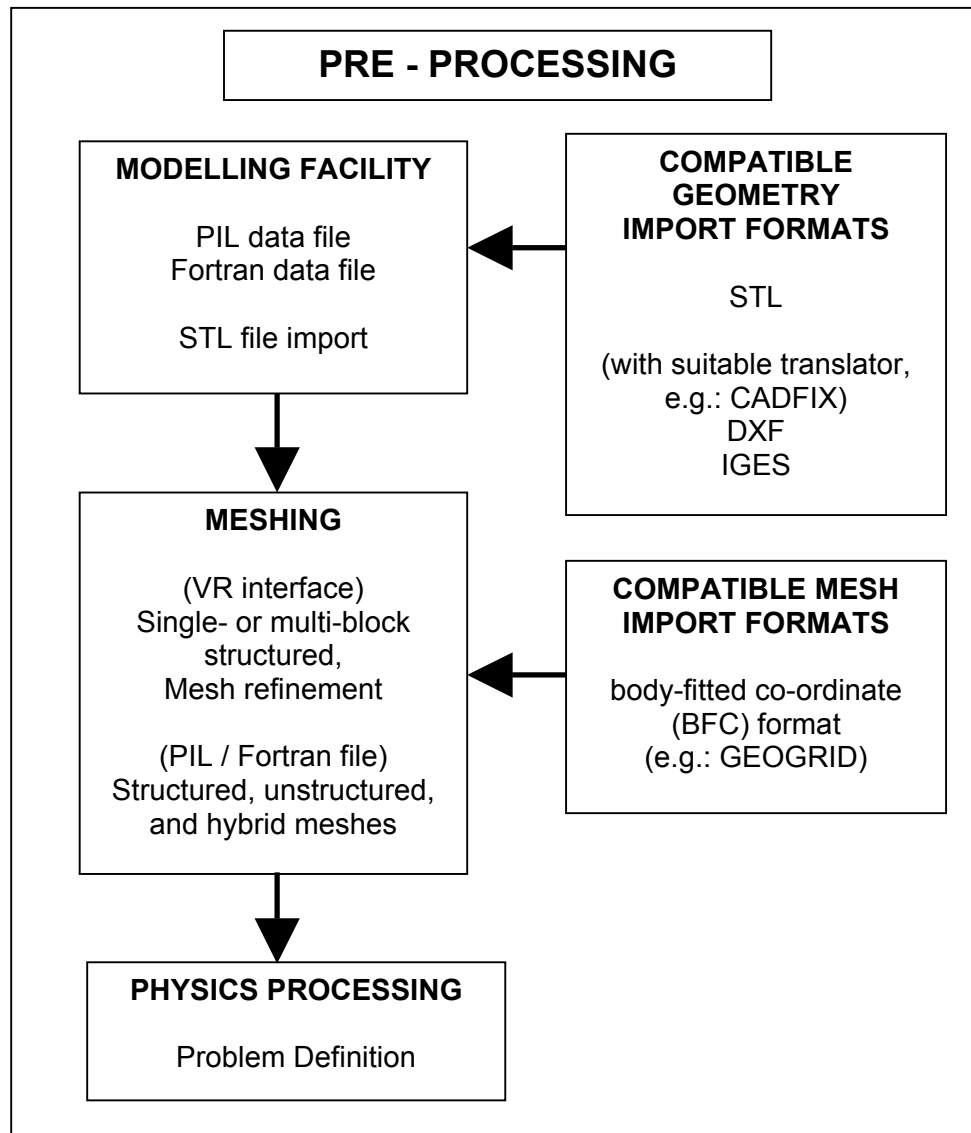 PRE - PROCESSING
MODELLING FACILITY
PIL data file
Fortran data file
STL file import
COMPATIBLE
GEOMETRY
IMPORT FORMATS
STL
(with suitable translator,
e.g.: CADFIX)
DXF
IGES
MESHING
(VR interface)
Single- or multi-block
structured,
Mesh refinement
(PIL / Fortran file)
Structured, unstructured,
and hybrid meshes
COMPATIBLE MESH
IMPORT FORMATS
body-fitted co-ordinate
(BFC) format
(e.g.: GEOGRID)
PHYSICS PROCESSING
Problem Definition